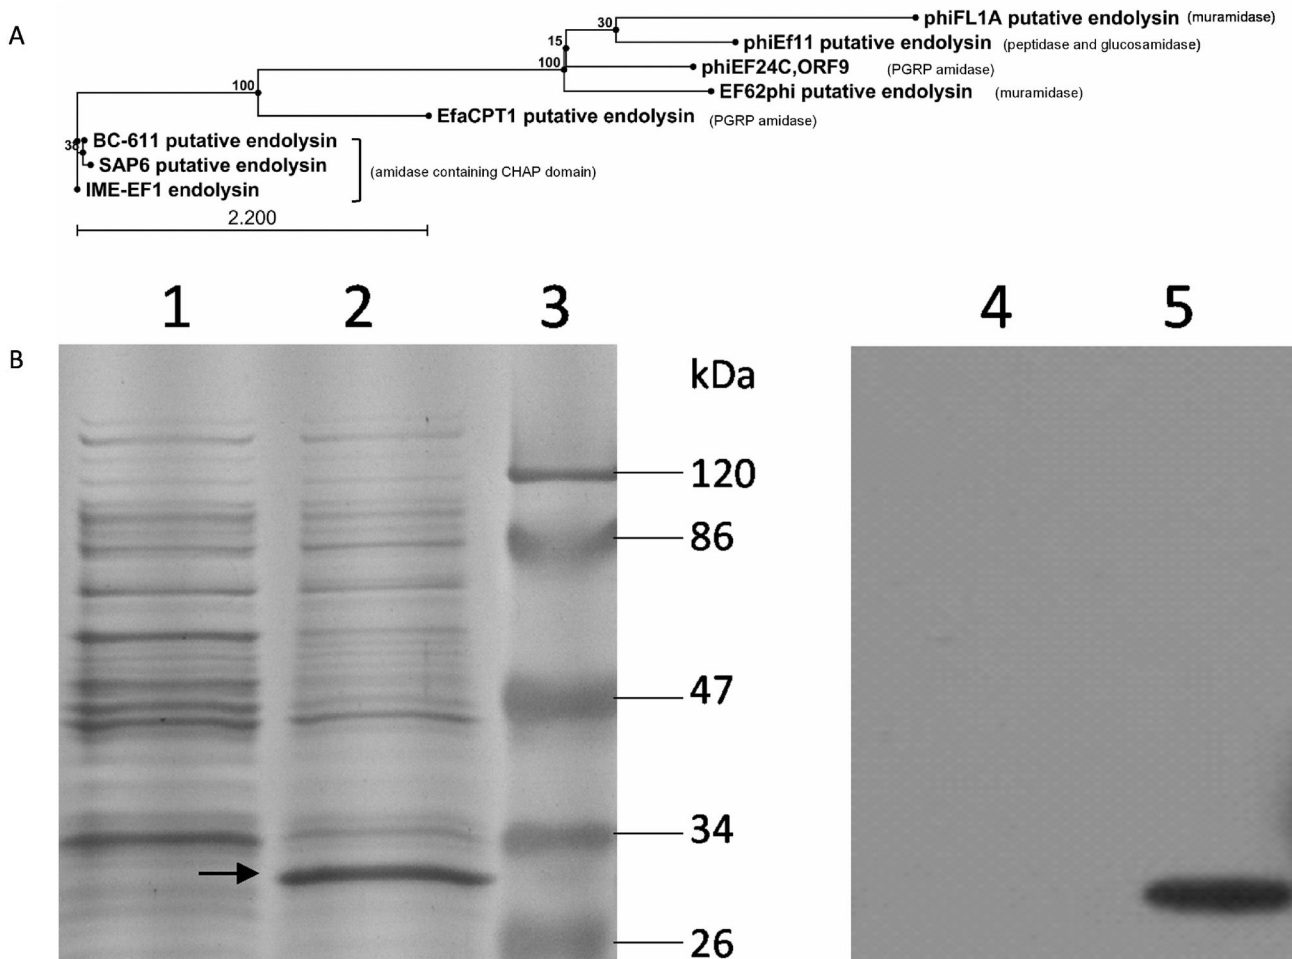 A
30
phiFL1A putative endolysin (muramidase)
15
phiEf11 putative endolysin (peptidase and glucosamidase)
100
phiEF24C,ORF9 (PGRP amidase)
100
EF62phi putative endolysin (muramidase)
EfaCPT1 putative endolysin (PGRP amidase)
38
BC-611 putative endolysin
SAP6 putative endolysin
(amidase containing CHAP domain)
IME-EF1 endolysin
2.200
1 2 3 4 5
B
kDa
120
86
47
34
26